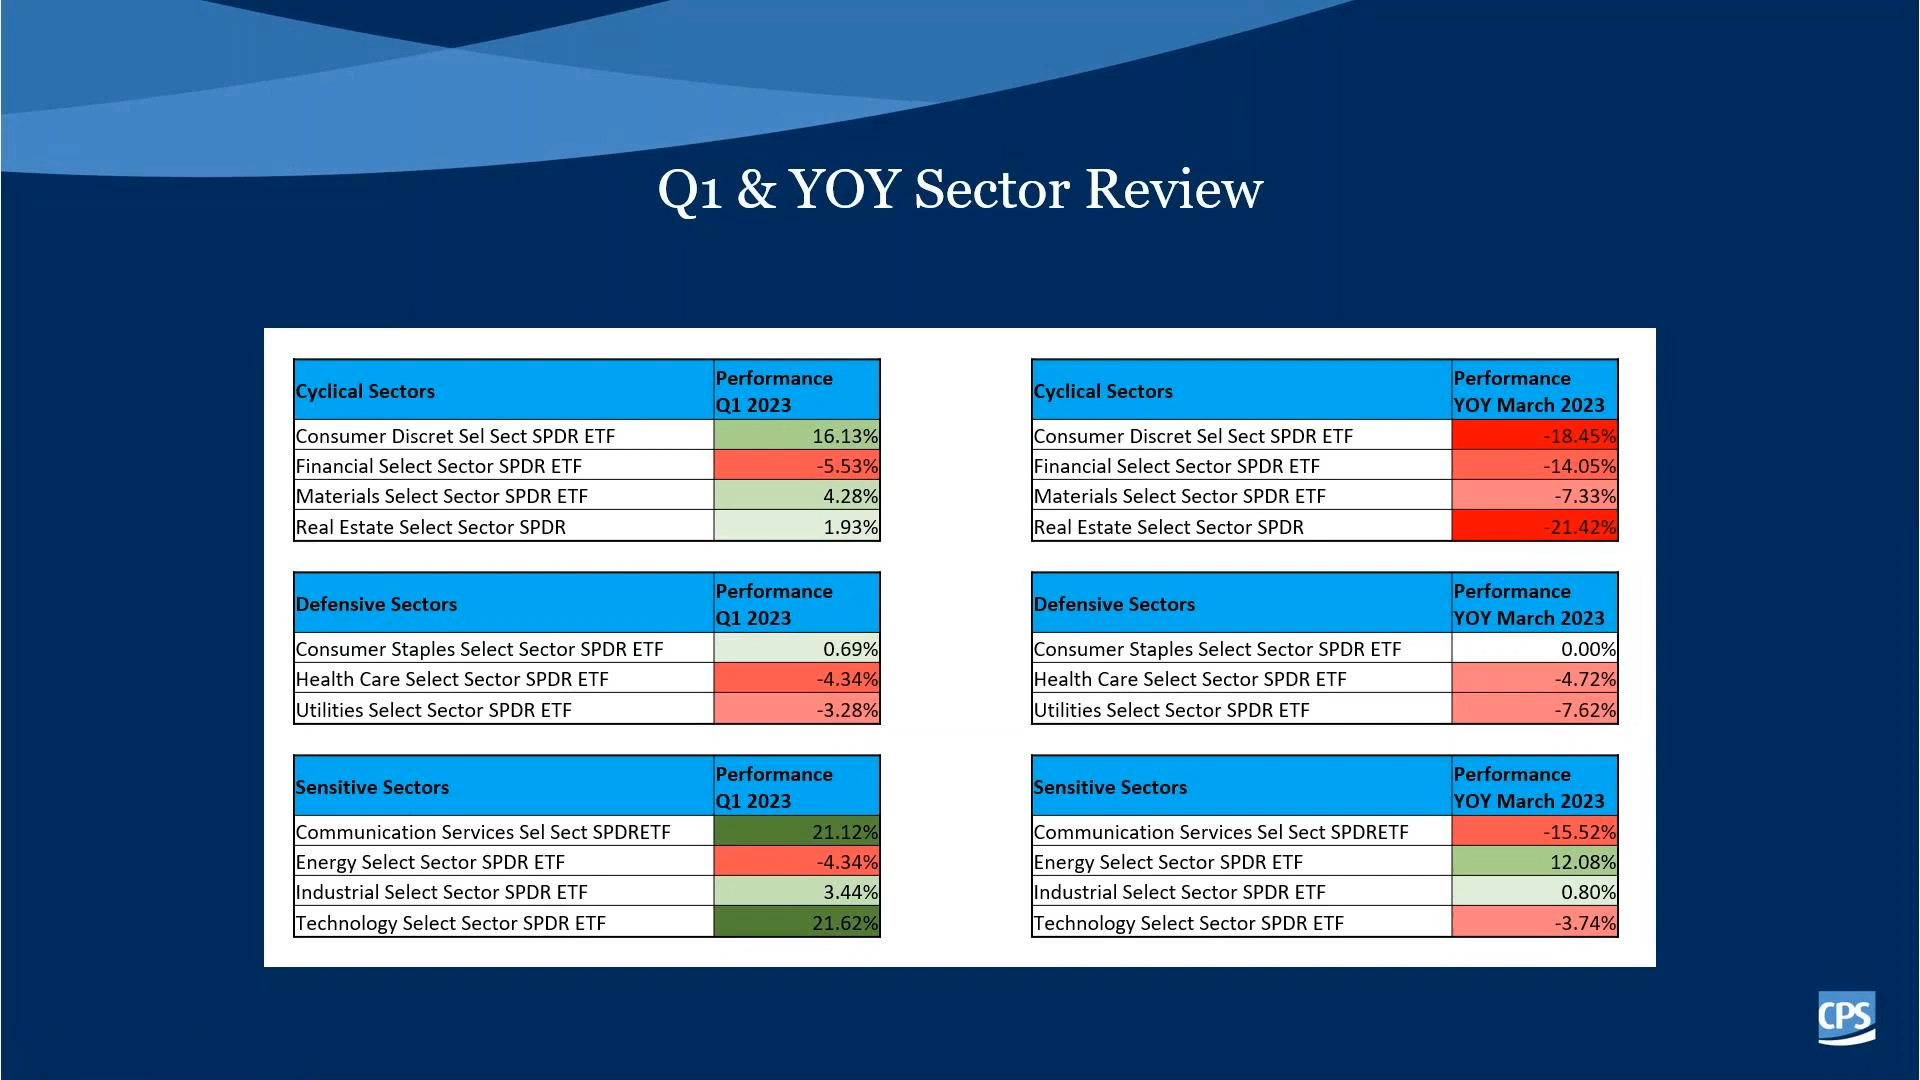 Q1 & YOY Sector Review
Cyclical Sectors
Performance
Q1 2023
Consumer Discret Sel Sect SPDR ETF 16.13%
Financial Select Sector SPDR ETF -5.53%
Materials Select Sector SPDR ETF 4.28%
Real Estate Select Sector SPDR 1.93%
Defensive Sectors
Performance
Q1 2023
Consumer Staples Select Sector SPDR ETF 0.69%
Health Care Select Sector SPDR ETF -4.34%
Utilities Select Sector SPDR ETF -3.28%
Sensitive Sectors
Performance
Q1 2023
Communication Services Sel Sect SPDRETF 21.12%
Energy Select Sector SPDR ETF -4.34%
Industrial Select Sector SPDR ETF 3.44%
Technology Select Sector SPDR ETF 21.62%
Cyclical Sectors
Performance
YOY March 2023
Consumer Discret Sel Sect SPDR ETF -18.45%
Financial Select Sector SPDR ETF -14.05%
Materials Select Sector SPDR ETF -7.33%
Real Estate Select Sector SPDR -21.42%
Defensive Sectors
Performance
YOY March 2023
Consumer Staples Select Sector SPDR ETF 0.00%
Health Care Select Sector SPDR ETF -4.72%
Utilities Select Sector SPDR ETF -7.62%
Sensitive Sectors
Performance
YOY March 2023
Communication Services Sel Sect SPDRETF -15.52%
Energy Select Sector SPDR ETF 12.08%
Industrial Select Sector SPDR ETF 0.80%
Technology Select Sector SPDR ETF -3.74%
CPS